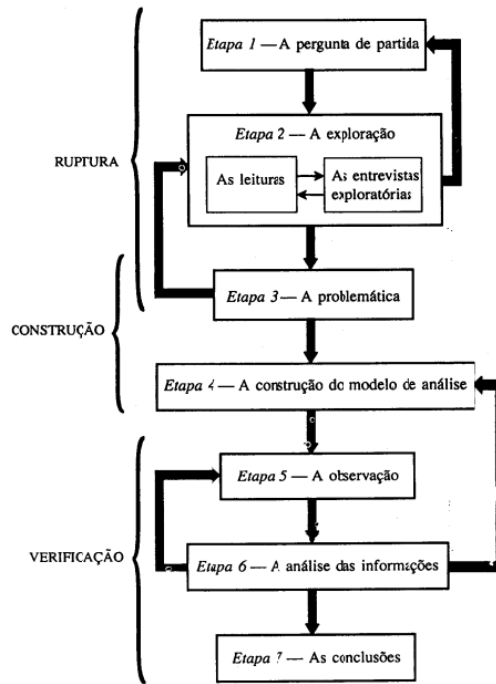 Etapa 1 — A pergunta de partida
Etapa 2 — A exploração
RUPTURA
As leituras
As entrevistas
exploratórias
Etapa 3 — A problemática
CONSTRUÇÃO
Etapa 4 — A construção do modelo de análise
Etapa 5 — A observação
VERIFICAÇÃO
Etapa 6 — A análise das informações
Etapa 7 — As conclusões